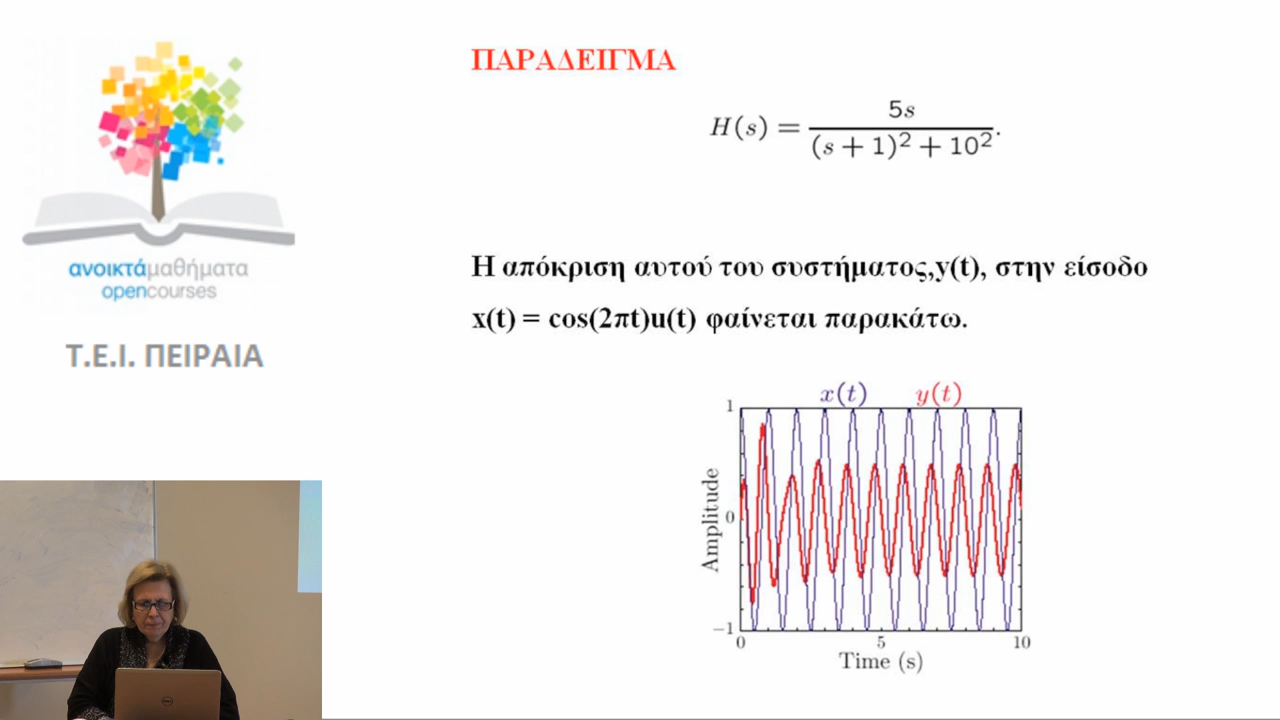 ΠΑΡΑΔΕΙΓΜΑ
H(s) = 5s / ((s + 1)² + 10²).
ανοικτάμαθήματα
opencourses
Τ.Ε.Ι. ΠΕΙΡΑΙΑ
Η απόκριση αυτού του συστήματος,y(t), στην είσοδο
x(t) = cos(2πt)u(t) φαίνεται παρακάτω.
x(t) y(t)
1
0
−1
Amplitude
0 5 10
Time (s)
DELL